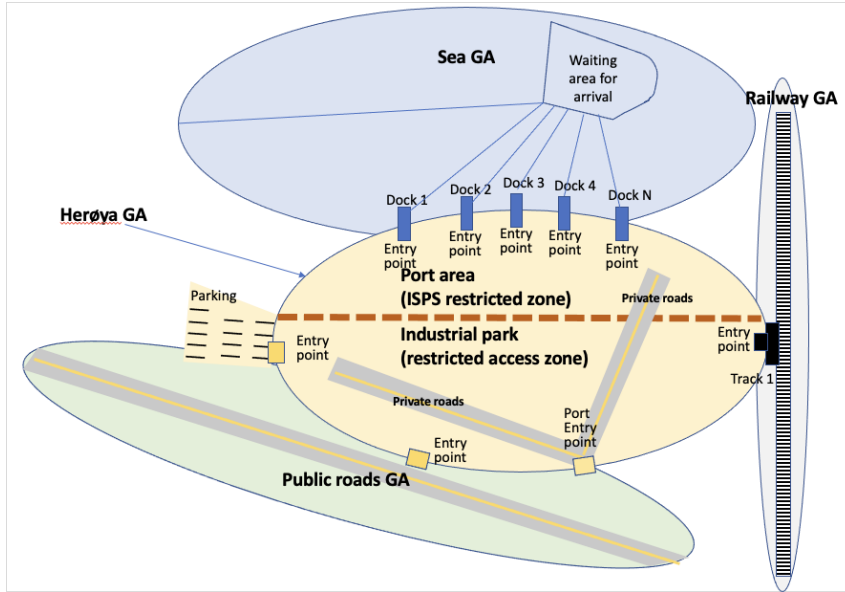 Sea GA
Waiting
area for
arrival
Railway GA
Dock 1
Dock 2
Dock 3
Dock 4
Dock N
Herøya GA
Entry
point
Entry
point
Entry
point
Entry
point
Entry
point
Port area
(ISPS restricted zone)
Parking
Private roads
Entry
point
Industrial park
(restricted access zone)
Entry
point
Track 1
Private roads
Port
Entry
point
Entry
point
Public roads GA